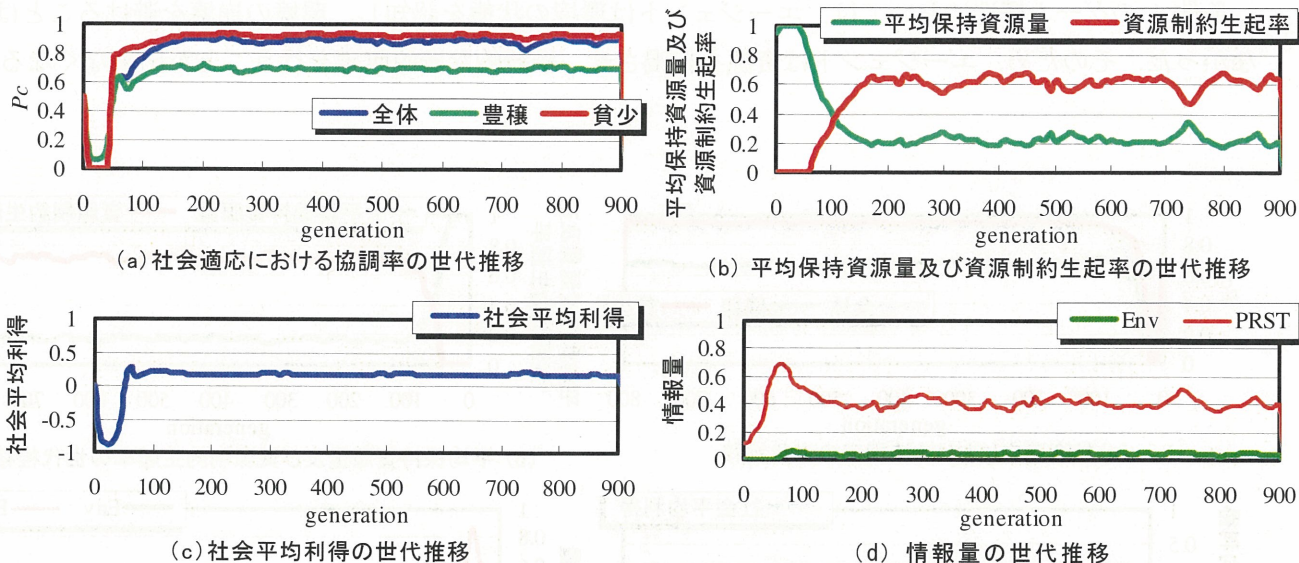 1
0.8
0.6
0.4
0.2
0
Pc
全体 豊穣 貧少
0 100 200 300 400 500 600 700 800 900
generation
(a)社会適応における協調率の世代推移
平均保持資源量 資源制約生起率
1
0.8
0.6
0.4
0.2
0
平均保持資源量及び
資源制約生起率
0 100 200 300 400 500 600 700 800 900
generation
(b) 平均保持資源量及び資源制約生起率の世代推移
社会平均利得
1
0.5
0
-0.5
-1
社会平均利得
0 100 200 300 400 500 600 700 800 900
generation
(c)社会平均利得の世代推移
Env PRST
1
0.8
0.6
0.4
0.2
0
情報量
0 100 200 300 400 500 600 700 800 900
generation
(d) 情報量の世代推移